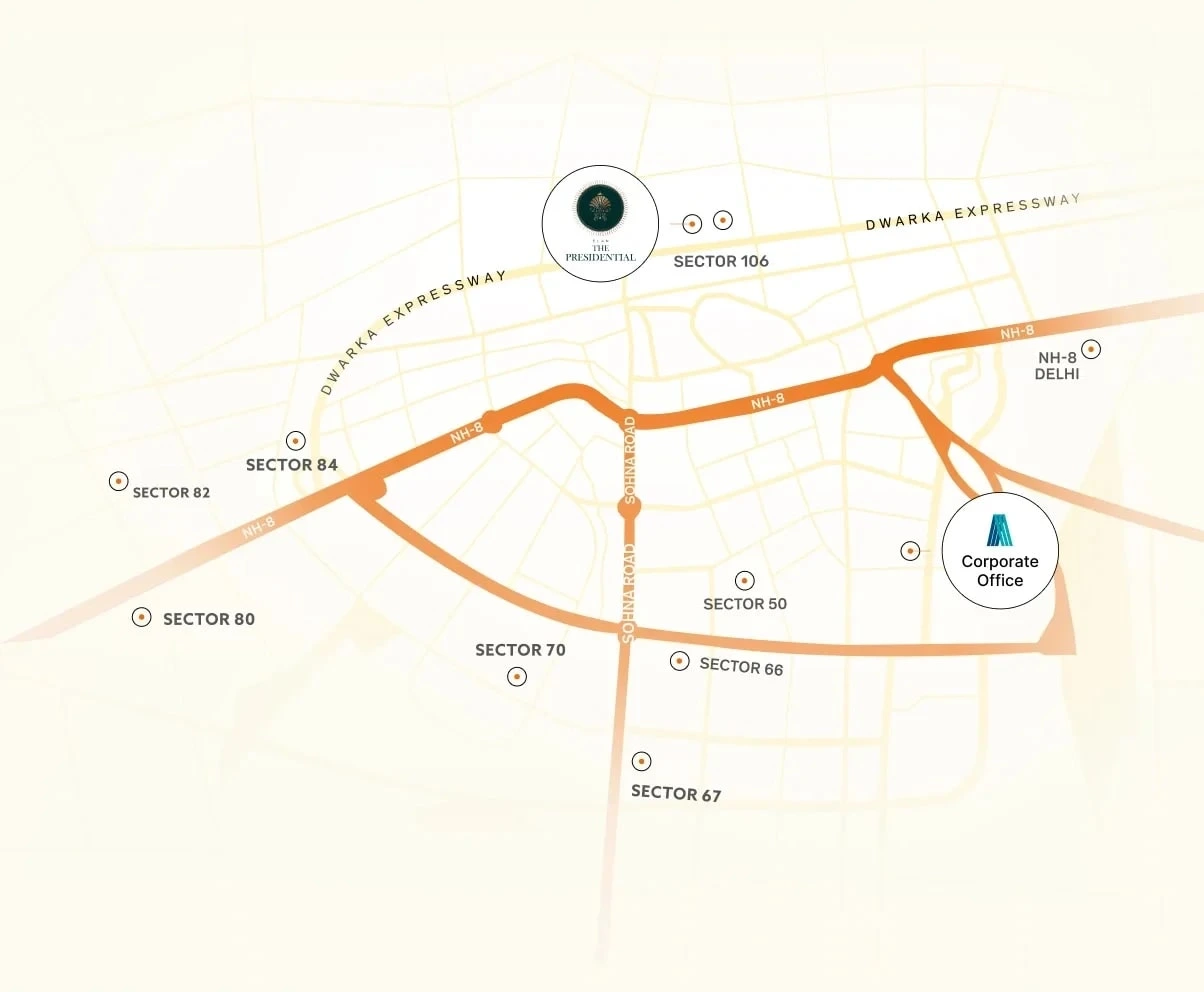 DWARKA EXPRESSWAY
ELAN
THE
PRESIDENTIAL
SECTOR 106
DWARKA EXPRESSWAY
NH-8
NH-8
DELHI
NH-8
NH-8
SOHNA ROAD
SECTOR 84
SECTOR 82
NH-8
Corporate
Office
SOHNA ROAD
SECTOR 50
SECTOR 80
SECTOR 70
SECTOR 66
SECTOR 67